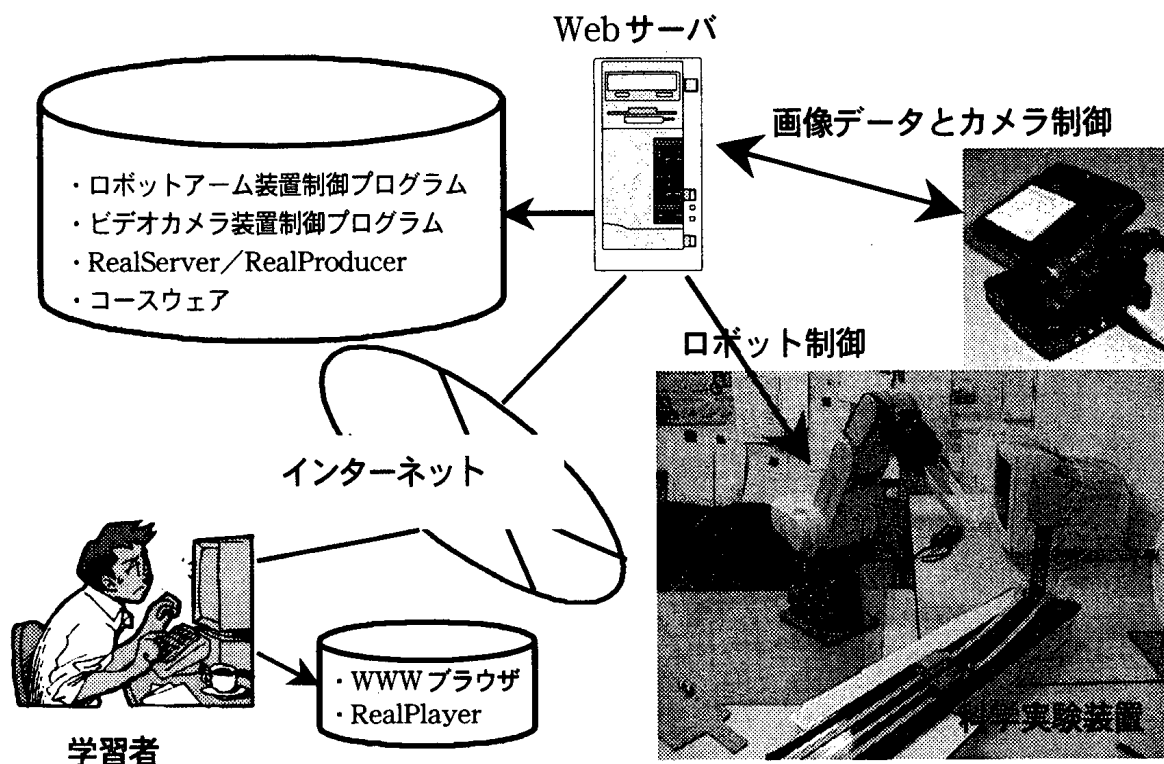 Webサーバ
画像データとカメラ制御
・ロボットアーム装置制御プログラム
・ビデオカメラ装置制御プログラム
・RealServer／RealProducer
・コースウェア
ロボット制御
インターネット
・WWWブラウザ
・RealPlayer
科学実験装置
学習者